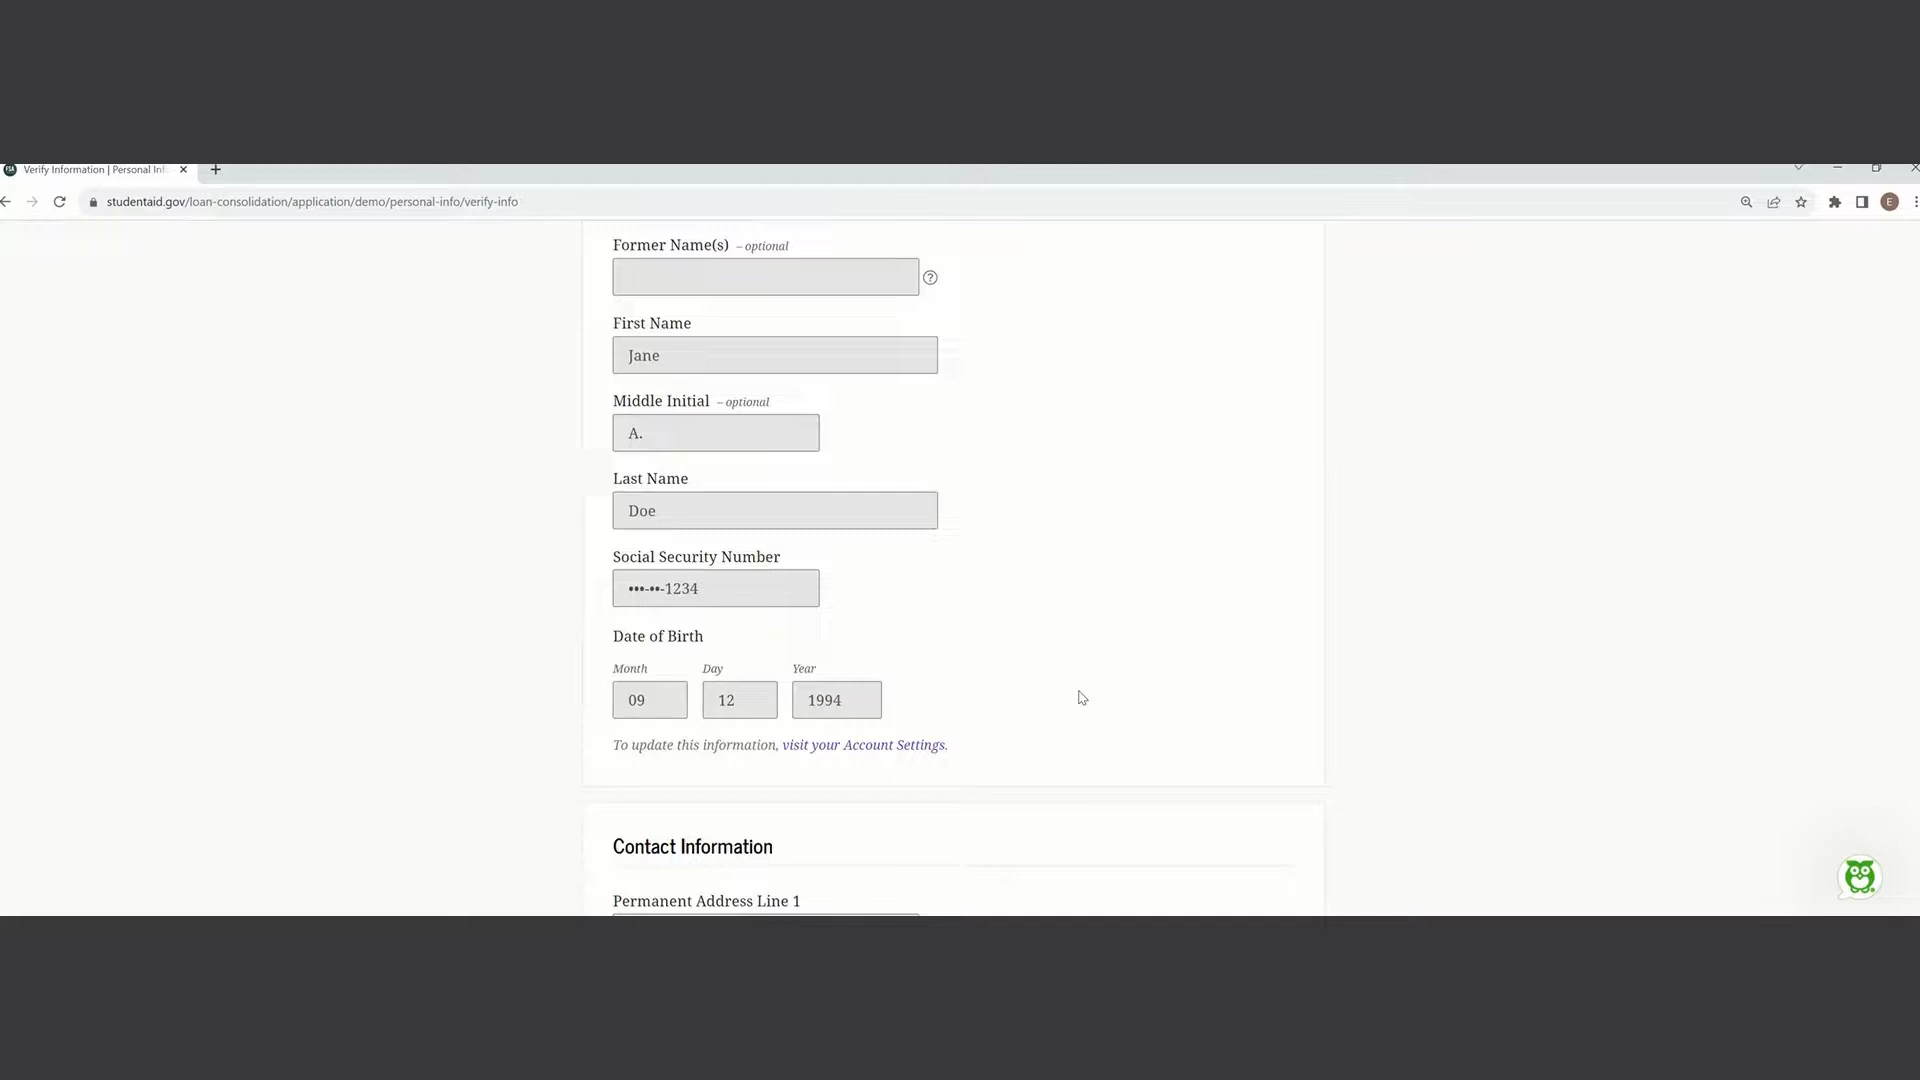 Verify Information | Personal Inf
studentaid.gov/loan-consolidation/application/demo/personal-info/verify-info
E
Former Name(s) – optional
First Name
Jane
Middle Initial – optional
A.
Last Name
Doe
Social Security Number
•••-••-1234
Date of Birth
Month Day Year
09 12 1994
To update this information, visit your Account Settings.
Contact Information
Permanent Address Line 1